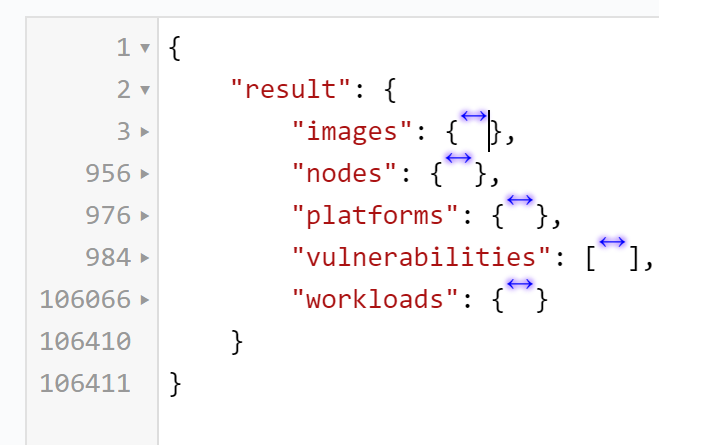 1 {
2 "result": {
3 "images": {↔},
956 "nodes": {↔},
976 "platforms": {↔},
984 "vulnerabilities": [↔],
106066 "workloads": {↔}
106410 }
106411 }